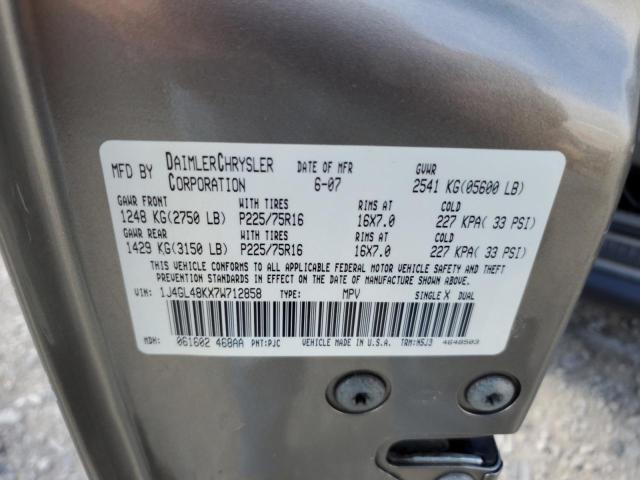 MFD BY DAIMLERCHRYSLER CORPORATION DATE OF MFR 6-07 GVWR 2541 KG(05600 LB)
GAWR FRONT WITH TIRES RIMS AT COLD
1248 KG(2750 LB) P225/75R16 16X7.0 227 KPA( 33 PSI)
GAWR REAR WITH TIRES RIMS AT COLD
1429 KG(3150 LB) P225/75R16 16X7.0 227 KPA( 33 PSI)
THIS VEHICLE CONFORMS TO ALL APPLICABLE FEDERAL MOTOR VEHICLE SAFETY AND THEFT
PREVENTION STANDARDS IN EFFECT ON THE DATE OF MANUFACTURE SHOWN ABOVE.
VIN: 1J4GL48KX7W712858 TYPE: MPV SINGLE X DUAL
MDH: 061602 468AA PNT:PJC VEHICLE MADE IN U.S.A. TRM:H5J3 4648503